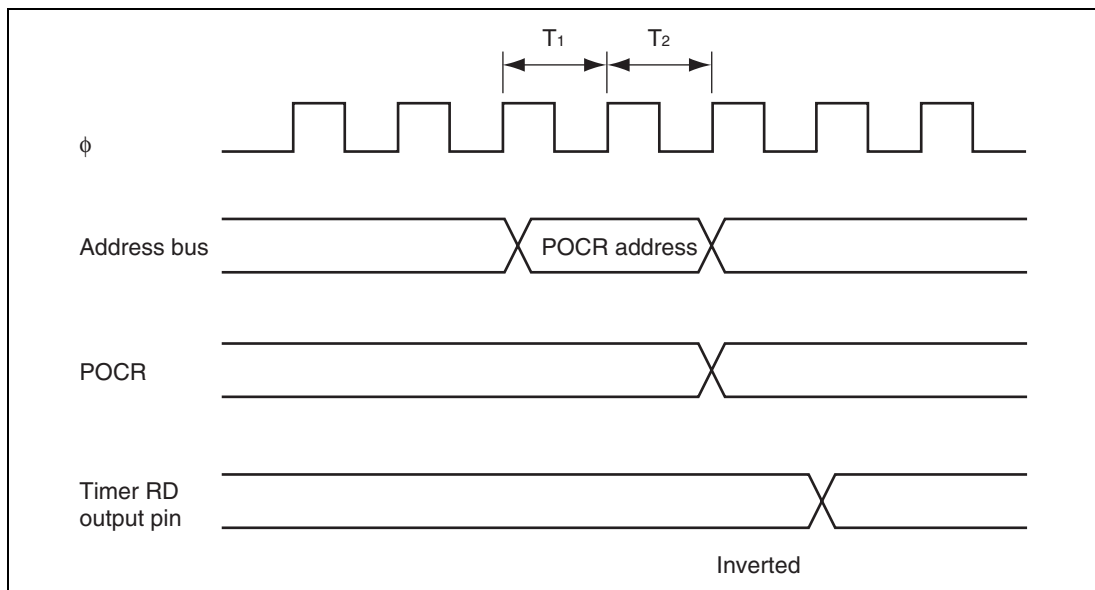 T1 T2
ϕ
Address bus POCR address
POCR
Timer RD
output pin
Inverted